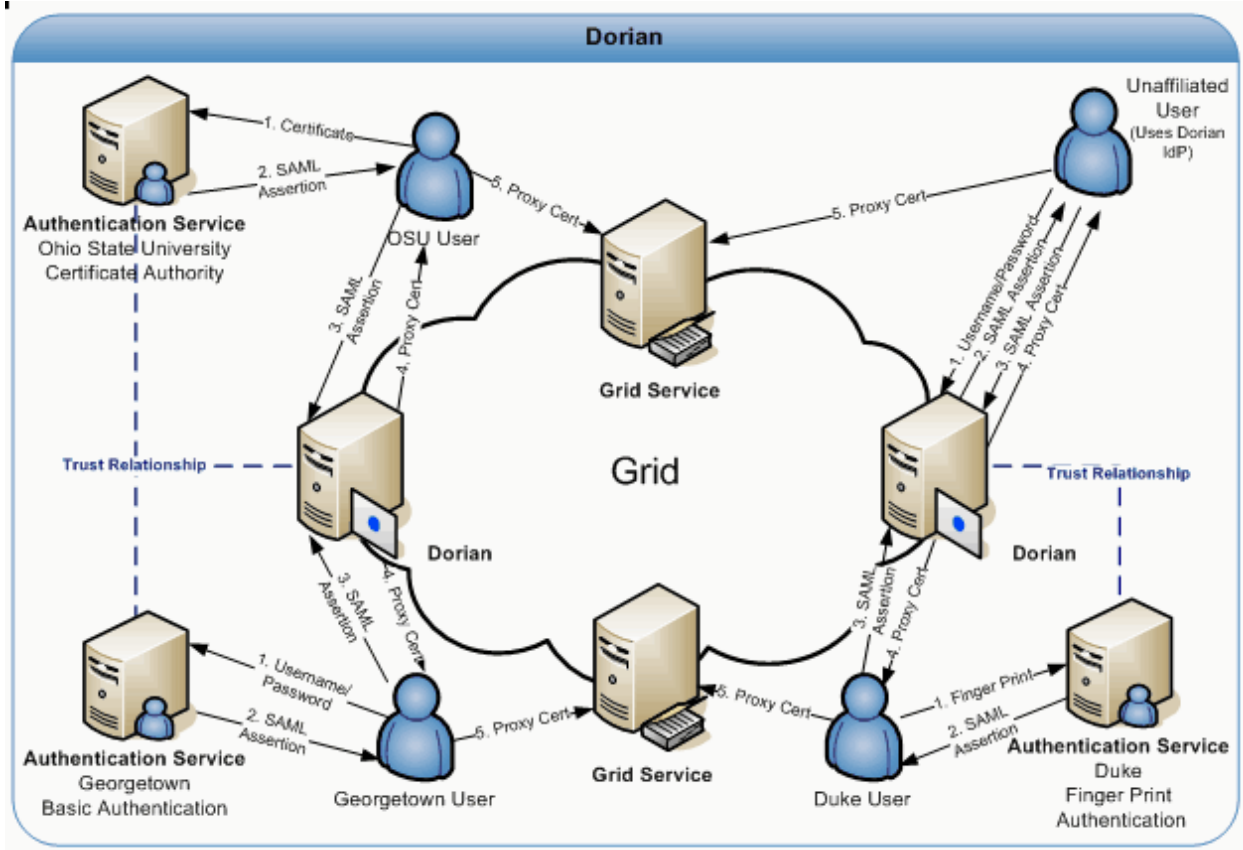 Dorian
Unaffiliated
User
(Uses Dorian
IdP)
1. Certificate
2. SAML
Assertion
Authentication Service
Ohio State University
Certificate Authority
OSU User
5. Proxy Cert
5. Proxy Cert
3. SAML
Assertion
4. Proxy Cert
1. Username/Password
2. SAML Assertion
3. SAML Assertion
4. Proxy Cert
Grid Service
Grid
Trust Relationship
Trust Relationship
Dorian
Dorian
3. SAML
Assertion
4. Proxy Cert
3. SAML
Assertion
4. Proxy Cert
1. Username/
Password
2. SAML
Assertion
5. Proxy Cert
5. Proxy Cert
1. Finger Print
2. SAML
Assertion
Authentication Service
Georgetown
Basic Authentication
Georgetown User
Grid Service
Duke User
Authentication Service
Duke
Finger Print
Authentication